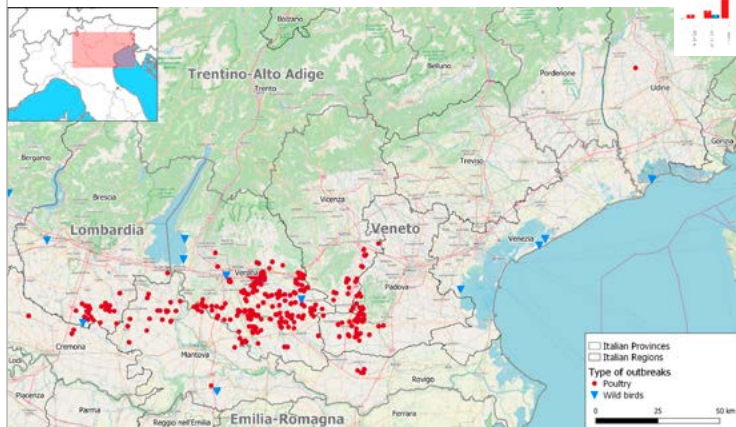 Bolzano
Trentino-Alto Adige
Trento
Belluno
Pordenone
Udine
Gorizia
Treviso
Bergamo
Brescia
Vicenza
Lombardia
Veneto
Verona
Venezia
Padova
Cremona
Mantova
Lodi
Rovigo
Piacenza
Parma
Reggio nell'Emilia
Ferrara
Emilia-Romagna
Italian Provinces
Italian Regions
Type of outbreaks
Poultry
Wild birds
0 25 50 km